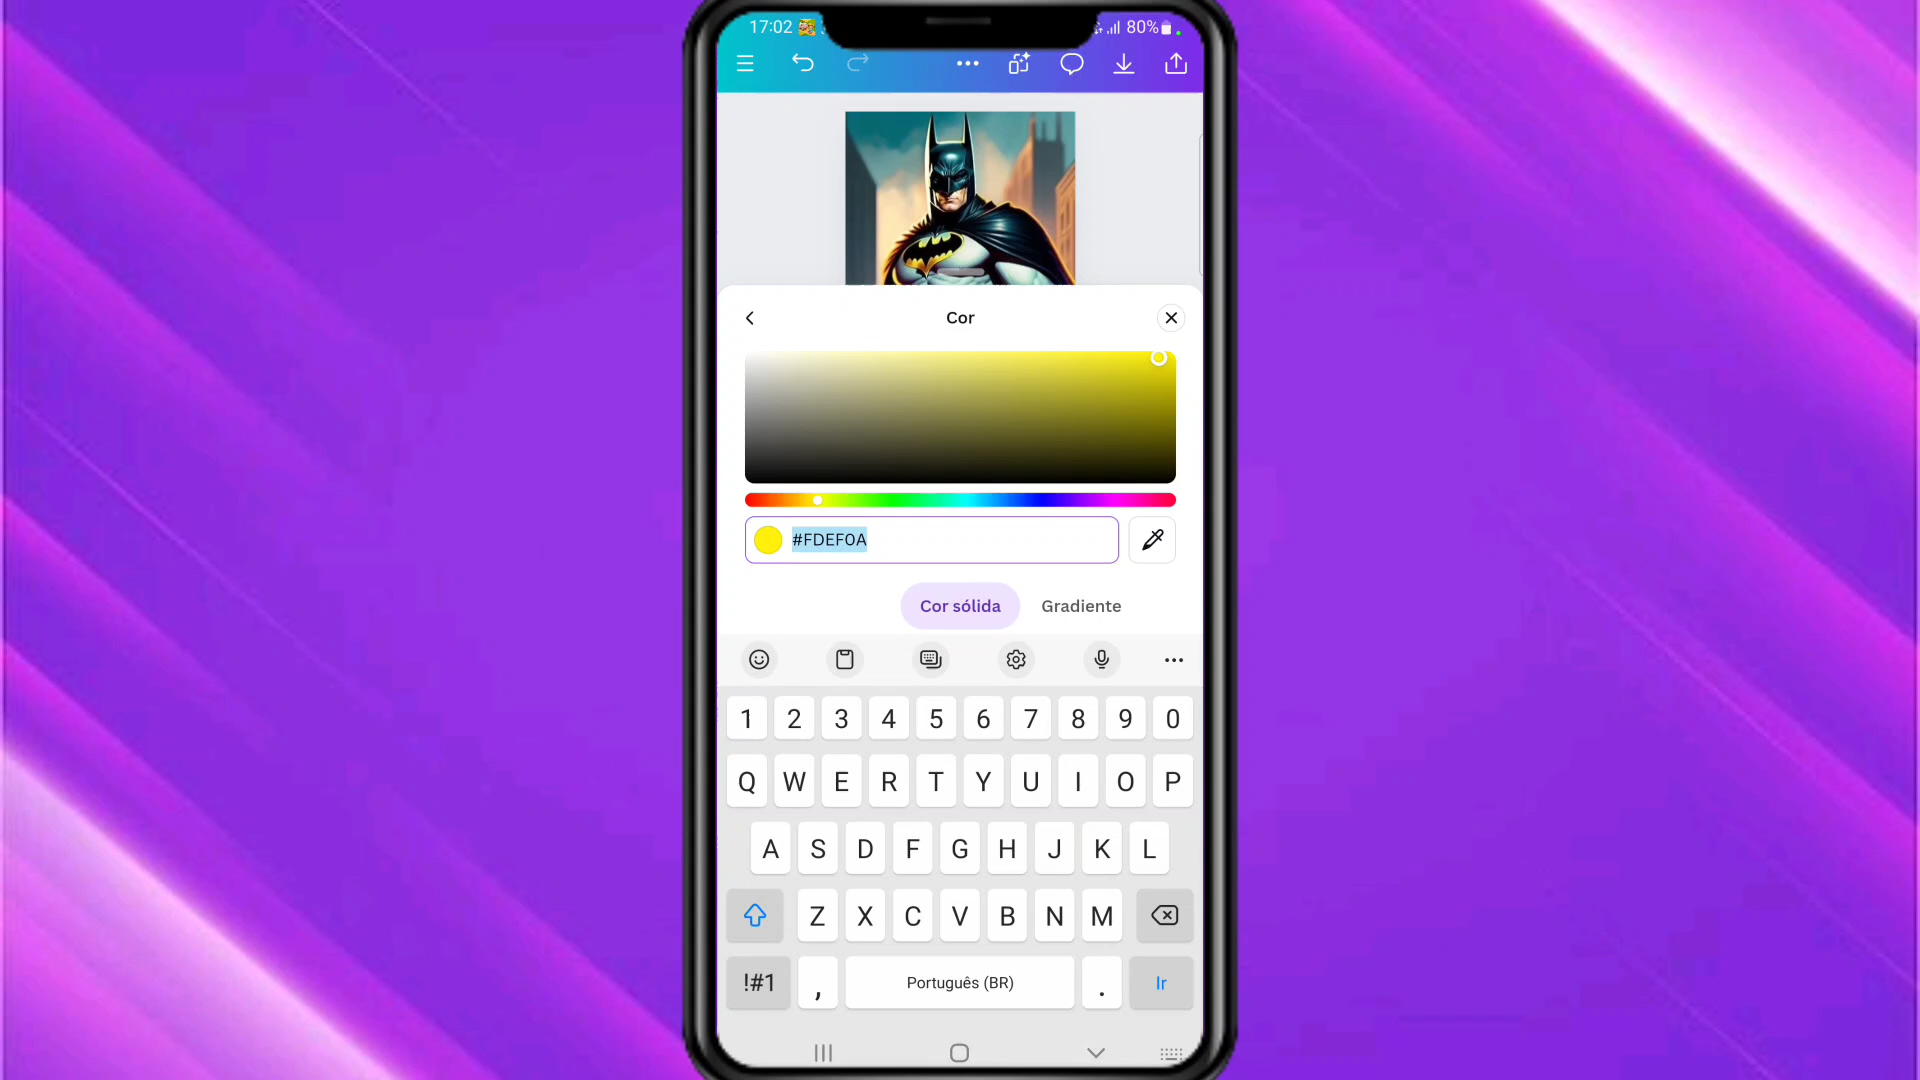 17:02
80%
Cor
#FDEF0A
Cor sólida
Gradiente
1 2 3 4 5 6 7 8 9 0
Q W E R T Y U I O P
A S D F G H J K L
Z X C V B N M
!#1 , Português (BR) . Ir